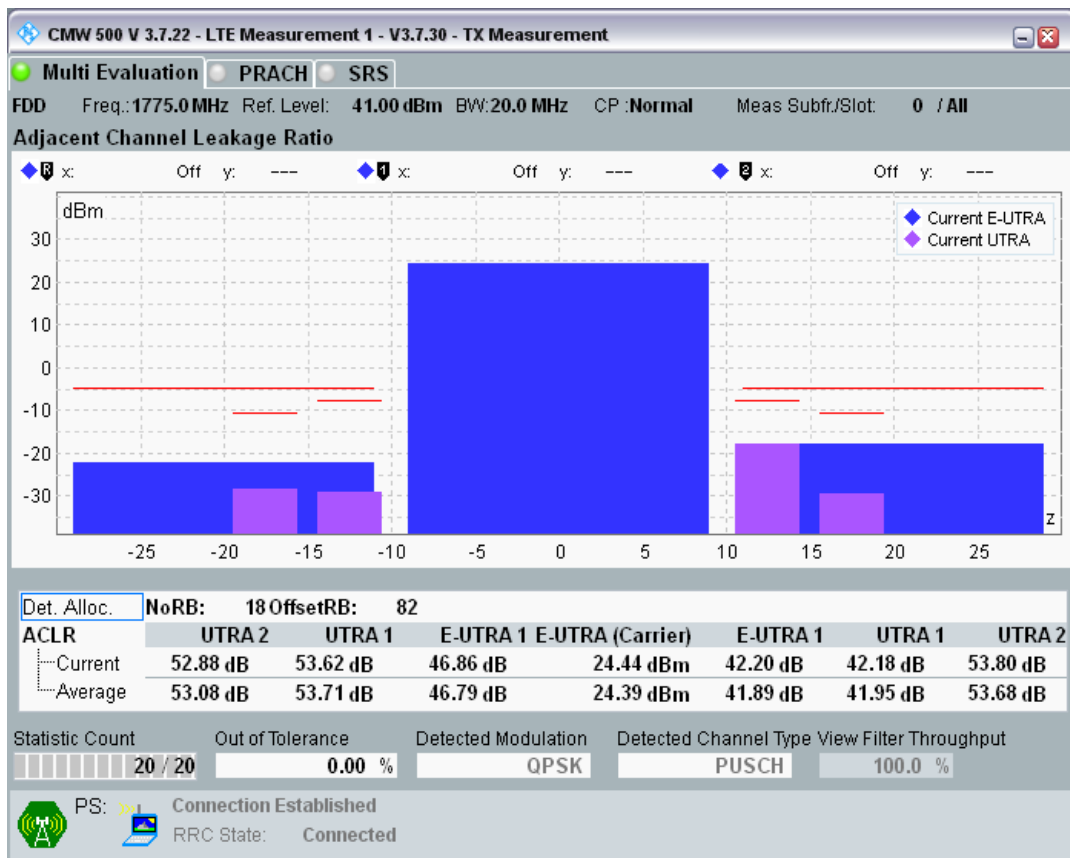 CMW 500 V 3.7.22 - LTE Measurement 1 - V3.7.30 - TX Measurement
Multi Evaluation PRACH SRS
FDD Freq.: 1775.0 MHz Ref. Level: 41.00 dBm BW: 20.0 MHz CP : Normal Meas Subfr./Slot: 0 / All
Adjacent Channel Leakage Ratio
R x: Off y: --- 1 x: Off y: --- 2 x: Off y: ---
dBm
Current E-UTRA
Current UTRA
30
20
10
0
-10
-20
-30
z
-25 -20 -15 -10 -5 0 5 10 15 20 25
Det. Alloc. NoRB: 18 OffsetRB: 82
ACLR UTRA 2 UTRA 1 E-UTRA 1 E-UTRA (Carrier) E-UTRA 1 UTRA 1 UTRA 2
Current 52.88 dB 53.62 dB 46.86 dB 24.44 dBm 42.20 dB 42.18 dB 53.80 dB
Average 53.08 dB 53.71 dB 46.79 dB 24.39 dBm 41.89 dB 41.95 dB 53.68 dB
Statistic Count Out of Tolerance Detected Modulation Detected Channel Type View Filter Throughput
20 / 20 0.00 % QPSK PUSCH 100.0 %
PS: Connection Established
RRC State: Connected